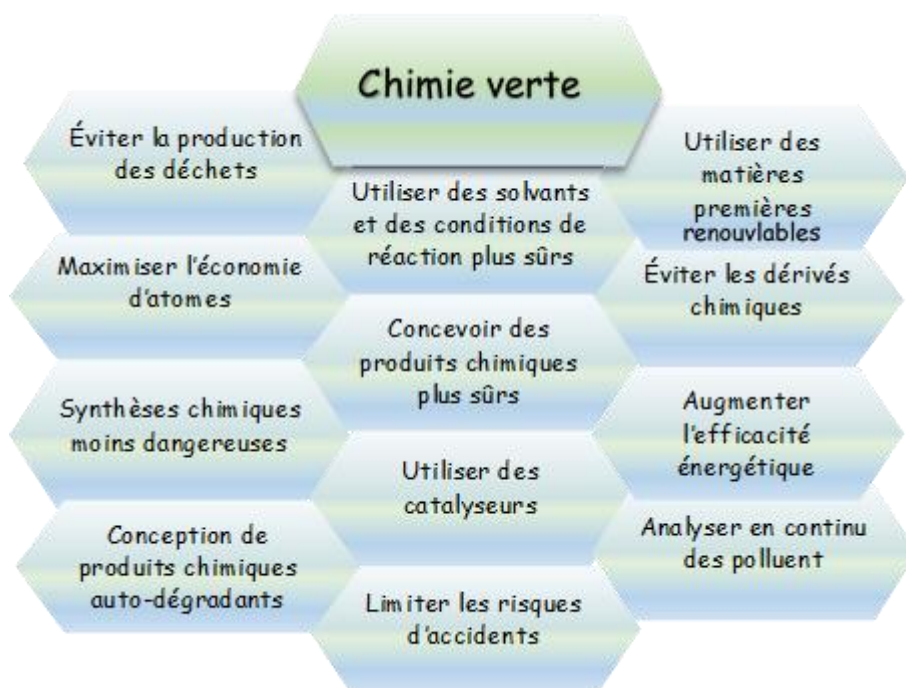 Chimie verte
Éviter la production
des déchets
Maximiser l'économie
d'atomes
Synthèses chimiques
moins dangereuses
Conception de
produits chimiques
auto-dégradants
Utiliser des solvants
et des conditions de
réaction plus sûrs
Concevoir des
produits chimiques
plus sûrs
Utiliser des
catalyseurs
Limiter les risques
d'accidents
Utiliser des
matières
premières
renouvlables
Éviter les dérivés
chimiques
Augmenter
l'efficacité
énergétique
Analyser en continu
des polluent